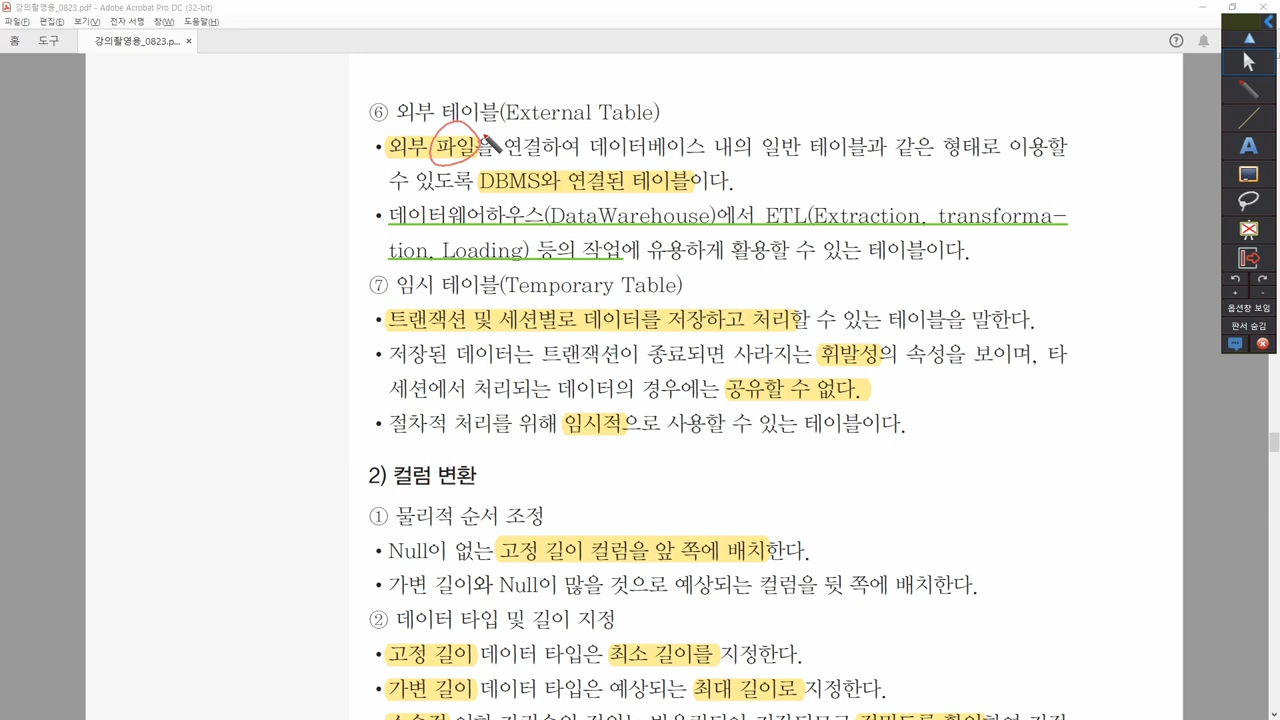 강의촬영용_0823.pdf - Adobe Acrobat Pro DC (32-bit)
파일(F) 편집(E) 보기(V) 전자 서명 창(W) 도움말(H)
홈 도구 강의촬영용_0823.p... ×
⑥ 외부 테이블(External Table)
• 외부 파일을 연결하여 데이터베이스 내의 일반 테이블과 같은 형태로 이용할
수 있도록 DBMS와 연결된 테이블이다.
• 데이터웨어하우스(DataWarehouse)에서 ETL(Extraction, transforma-
tion, Loading) 등의 작업에 유용하게 활용할 수 있는 테이블이다.
⑦ 임시 테이블(Temporary Table)
• 트랜잭션 및 세션별로 데이터를 저장하고 처리할 수 있는 테이블을 말한다.
• 저장된 데이터는 트랜잭션이 종료되면 사라지는 휘발성의 속성을 보이며, 타
세션에서 처리되는 데이터의 경우에는 공유할 수 없다.
• 절차적 처리를 위해 임시적으로 사용할 수 있는 테이블이다.
2) 컬럼 변환
① 물리적 순서 조정
• Null이 없는 고정 길이 컬럼을 앞 쪽에 배치한다.
• 가변 길이와 Null이 많을 것으로 예상되는 컬럼을 뒷 쪽에 배치한다.
② 데이터 타입 및 길이 지정
• 고정 길이 데이터 타입은 최소 길이를 지정한다.
• 가변 길이 데이터 타입은 예상되는 최대 길이로 지정한다.
옵션창 보임
판서 숨김